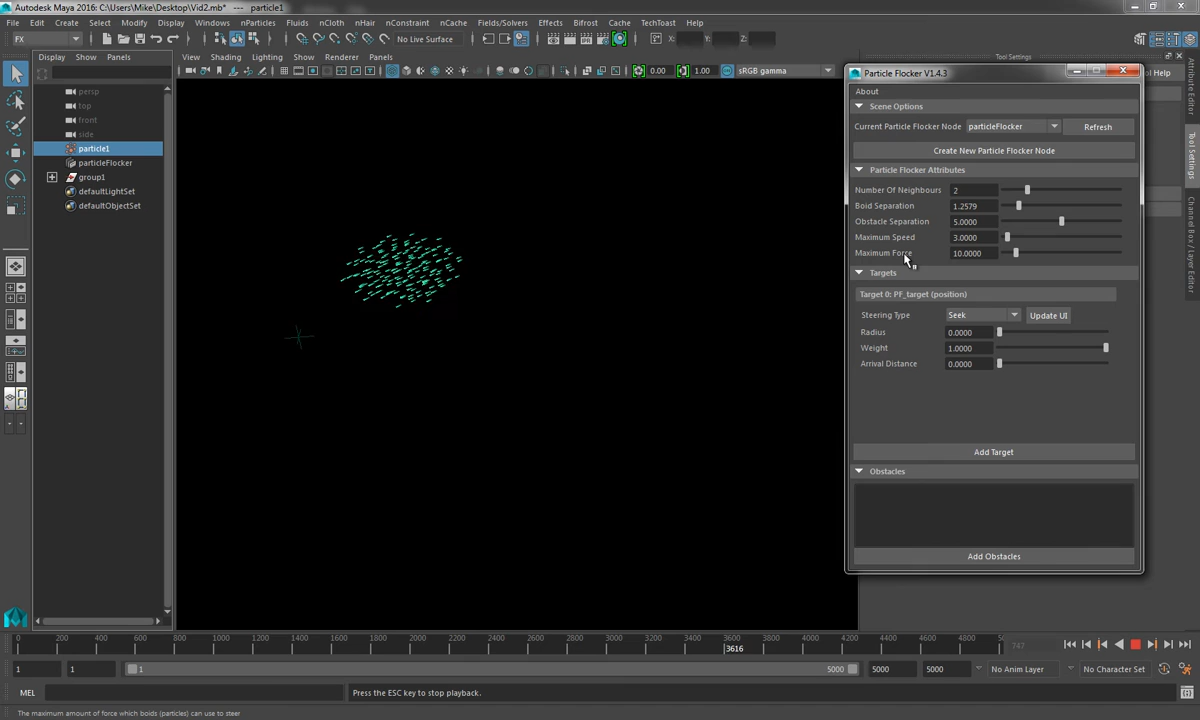 Autodesk Maya 2016: C:\Users\Mike\Desktop\Vid2.mb* --- particle1
File Edit Create Select Modify Display Windows nParticles Fluids nCloth nHair nConstraint nCache Fields/Solvers Effects Bifrost Cache TechToast Help
FX No Live Surface X: Y: Z:
Display Show Panels View Shading Lighting Show Renderer Panels Tool Settings
0.00 1.00 sRGB gamma
Particle Flocker V1.4.3
About
Scene Options
Current Particle Flocker Node particleFlocker Refresh
Create New Particle Flocker Node
Particle Flocker Attributes
Number Of Neighbours 2
Boid Separation 1.2579
Obstacle Separation 5.0000
Maximum Speed 3.0000
Maximum Force 10.0000
Targets
Target 0: PF_target (position)
Steering Type Seek Update UI
Radius 0.0000
Weight 1.0000
Arrival Distance 0.0000
Add Target
Obstacles
Add Obstacles
Help
Attribute Editor
Tool Settings
Channel Box / Layer Editor
persp
top
front
side
particle1
particleFlocker
group1
defaultLightSet
defaultObjectSet
0 200 400 600 800 1000 1200 1400 1600 1800 2000 2200 2400 2600 2800 3000 3200 3400 3600 3800 4000 4200 4400 4600 4800
3616
747
1 1 1 5000 5000 5000 No Anim Layer No Character Set
MEL Press the ESC key to stop playback.
The maximum amount of force which boids (particles) can use to steer